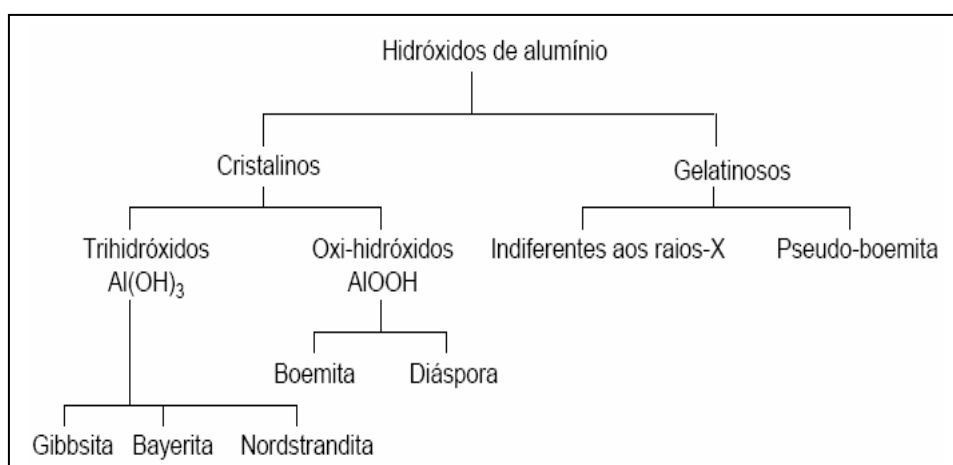 Hidróxidos de alumínio
Cristalinos
Gelatinosos
Trihidróxidos
Al(OH)₃
Oxi-hidróxidos
AlOOH
Indiferentes aos raios-X
Pseudo-boemita
Boemita
Diáspora
Gibbsita
Bayerita
Nordstrandita